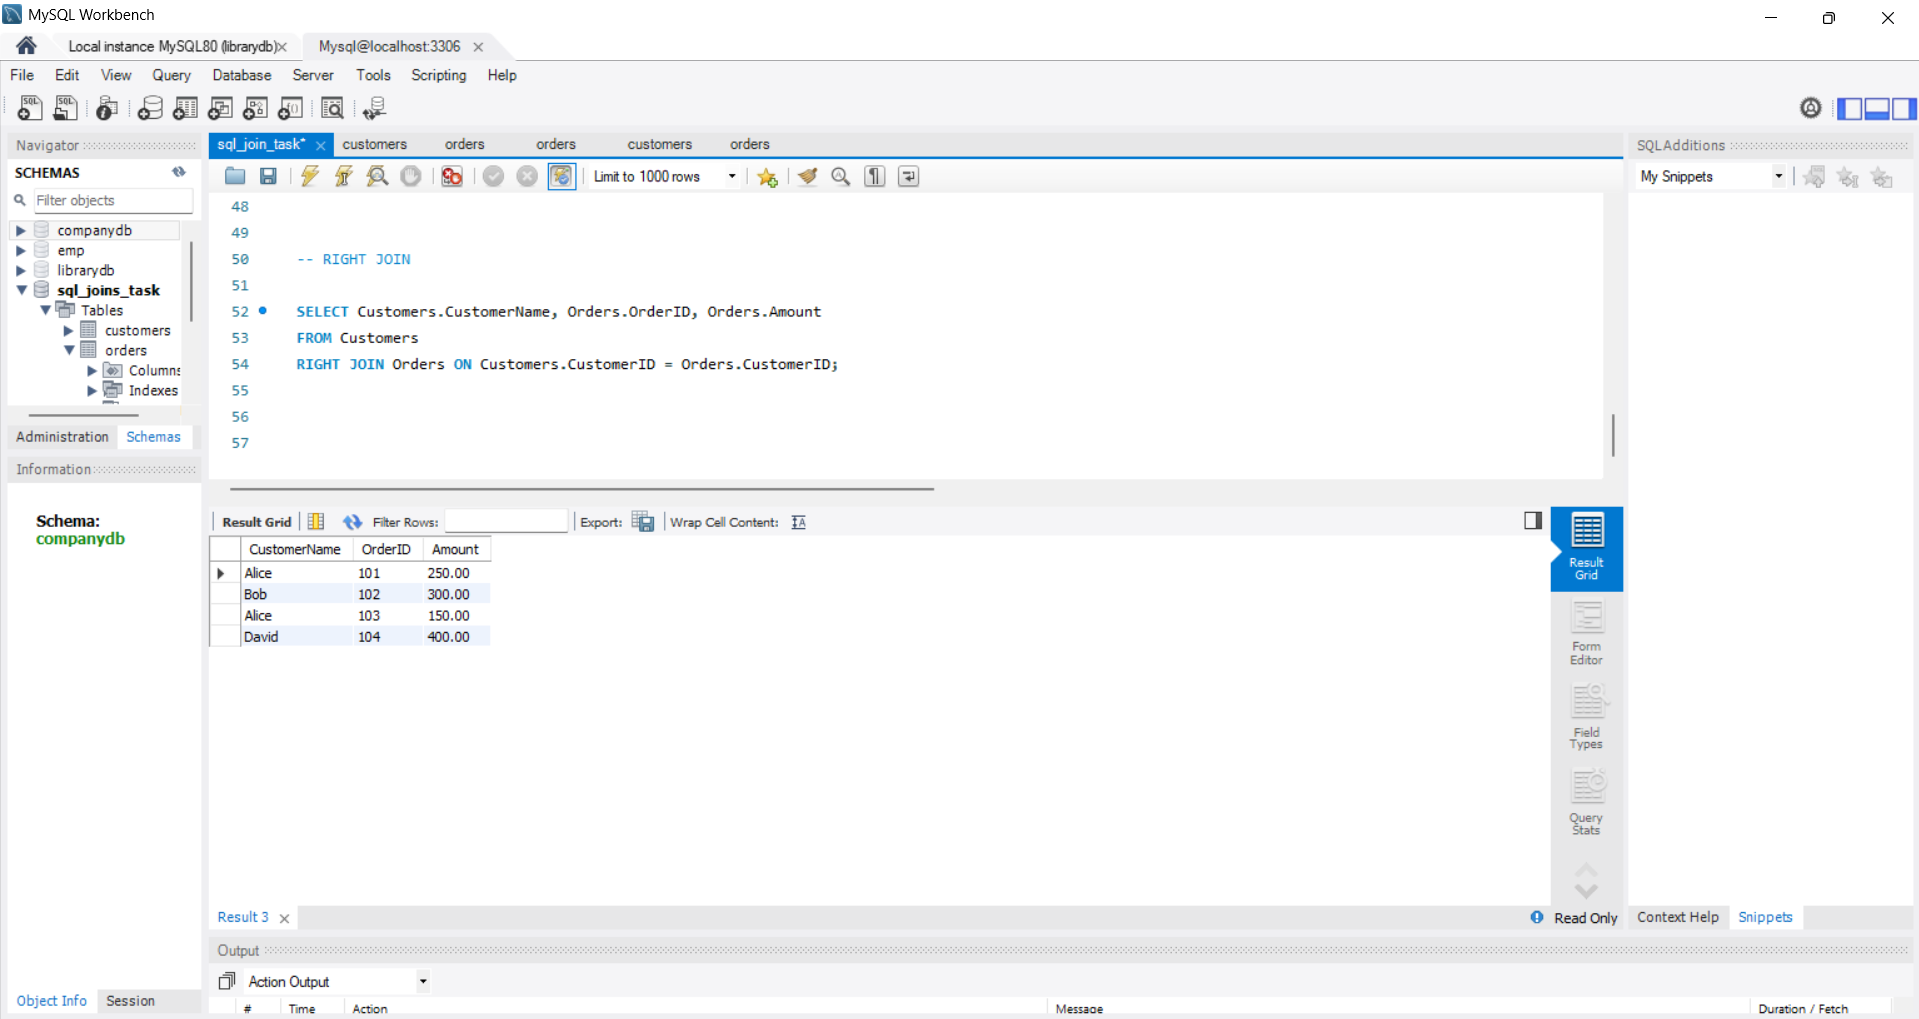 MySQL Workbench
Local instance MySQL80 (librarydb)
Mysql@localhost:3306
File Edit View Query Database Server Tools Scripting Help
Navigator
SCHEMAS
Filter objects
companydb
emp
librarydb
sql_joins_task
Tables
customers
orders
Columns
Indexes
Administration Schemas
Information
Schema:
companydb
Object Info Session
sql_join_task* customers orders orders customers orders
Limit to 1000 rows
48
49
50 -- RIGHT JOIN
51
52 SELECT Customers.CustomerName, Orders.OrderID, Orders.Amount
53 FROM Customers
54 RIGHT JOIN Orders ON Customers.CustomerID = Orders.CustomerID;
55
56
57
Result Grid Filter Rows: Export: Wrap Cell Content:
CustomerName OrderID Amount
Alice 101 250.00
Bob 102 300.00
Alice 103 150.00
David 104 400.00
Result
Grid
Form
Editor
Field
Types
Query
Stats
Result 3
Read Only
Output
Action Output
# Time Action Message Duration / Fetch
SQLAdditions
My Snippets
Context Help Snippets